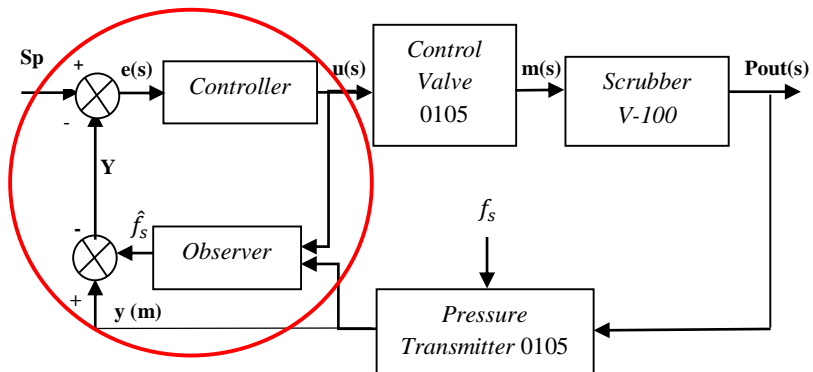 Sp
+
e(s)
Controller
u(s)
Control
Valve
0105
m(s)
Scrubber
V-100
Pout(s)
-
Y
f̂ₛ
-
Observer
fₛ
+
y (m)
Pressure
Transmitter 0105